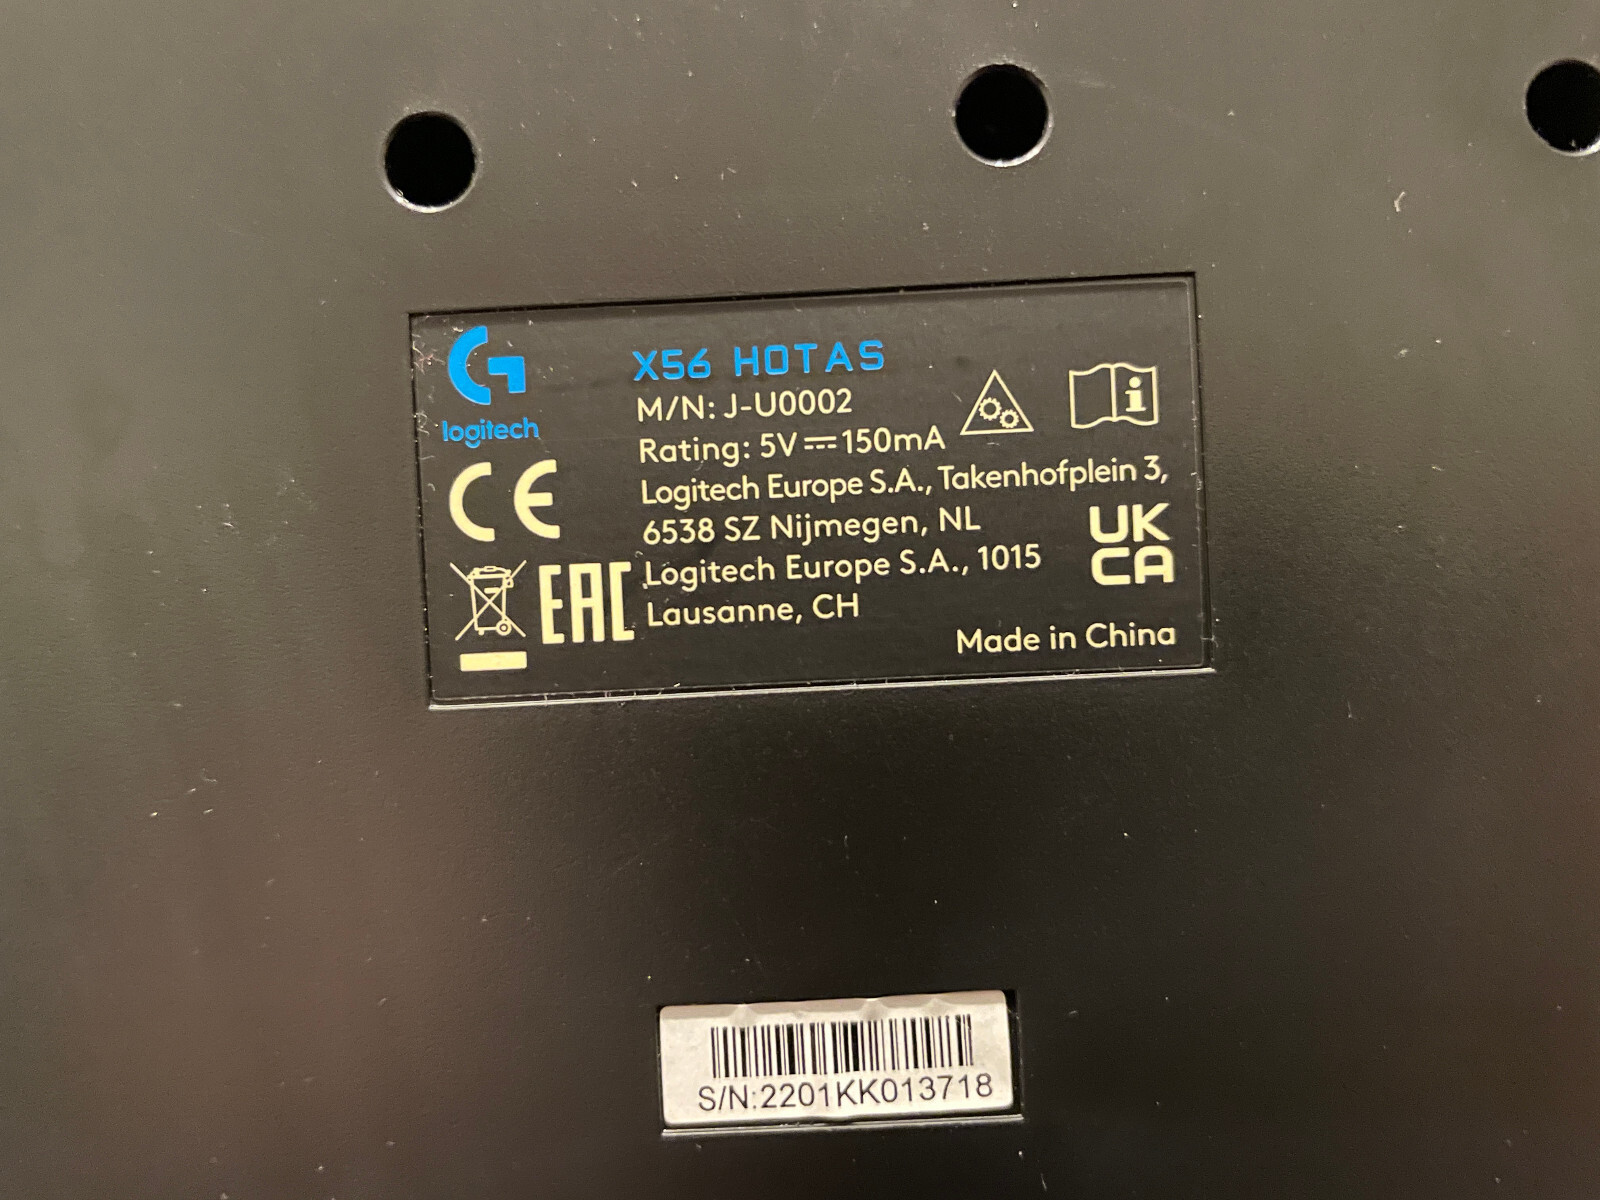 logitech
X56 HOTAS
M/N: J-U0002
Rating: 5V⎓150mA
Logitech Europe S.A., Takenhofplein 3,
6538 SZ Nijmegen, NL
Logitech Europe S.A., 1015
Lausanne, CH
CE
EAC
UK
CA
Made in China
S/N:2201KK013718